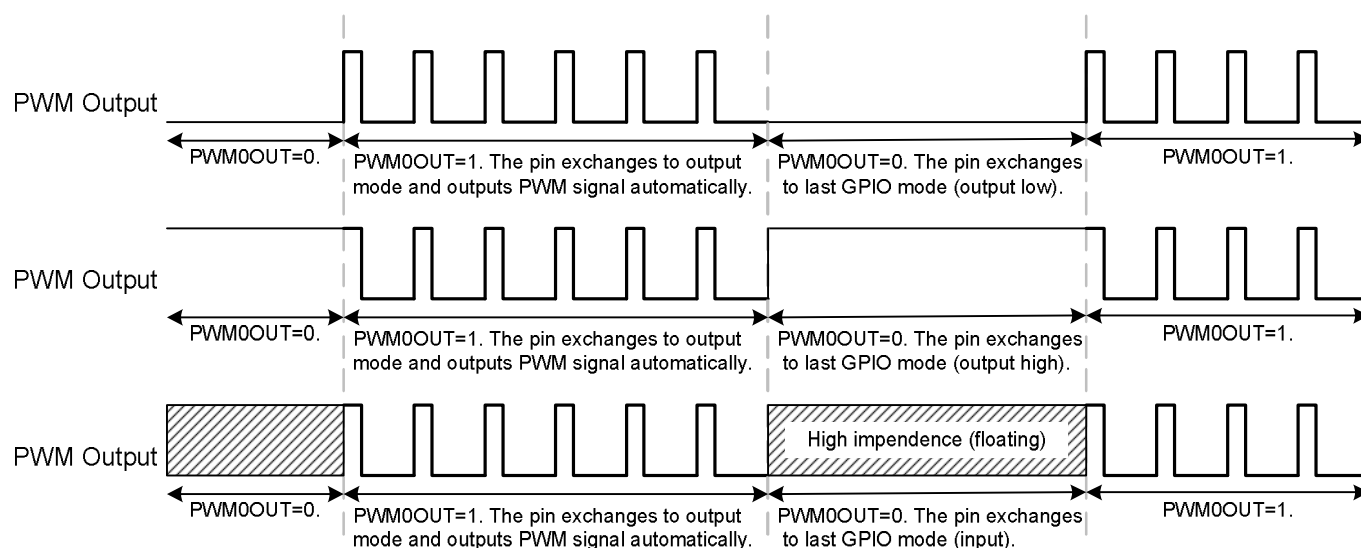 PWM Output
PWM0OUT=0.
PWM0OUT=1. The pin exchanges to output
mode and outputs PWM signal automatically.
PWM0OUT=0. The pin exchanges
to last GPIO mode (output low).
PWM0OUT=1.
PWM Output
PWM0OUT=0.
PWM0OUT=1. The pin exchanges to output
mode and outputs PWM signal automatically.
PWM0OUT=0. The pin exchanges
to last GPIO mode (output high).
PWM0OUT=1.
PWM Output
High impendence (floating)
PWM0OUT=0.
PWM0OUT=1. The pin exchanges to output
mode and outputs PWM signal automatically.
PWM0OUT=0. The pin exchanges
to last GPIO mode (input).
PWM0OUT=1.